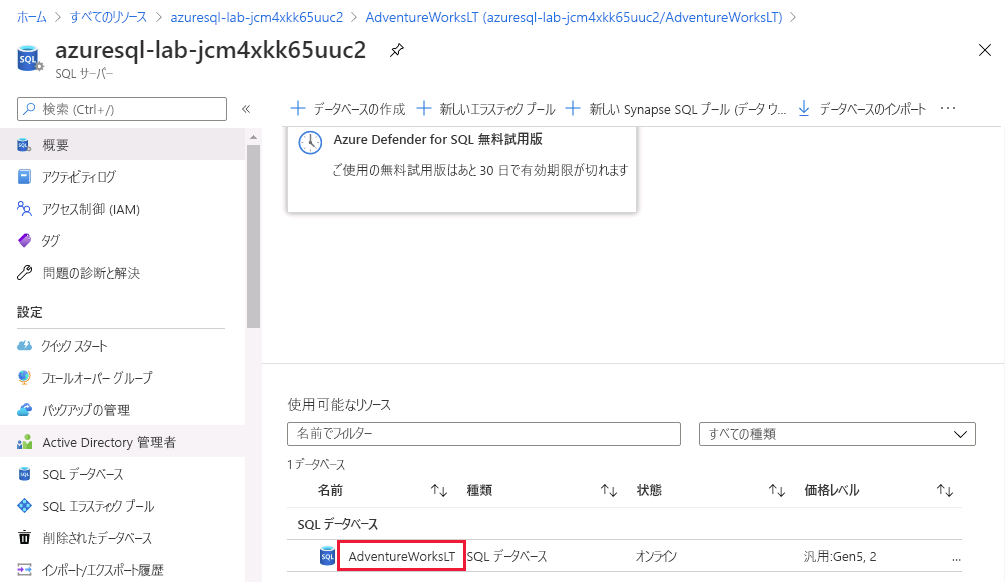 ホーム > すべてのリソース > azuresql-lab-jcm4xkk65uuc2 > AdventureWorksLT (azuresql-lab-jcm4xkk65uuc2/AdventureWorksLT) >
azuresql-lab-jcm4xkk65uuc2
SQL サーバー
検索 (Ctrl+/)
データベースの作成 新しいエラスティック プール 新しい Synapse SQL プール (データ ウ... データベースのインポート ...
概要
アクティビティ ログ
アクセス制御 (IAM)
タグ
問題の診断と解決
設定
クイック スタート
フェールオーバー グループ
バックアップの管理
Active Directory 管理者
SQL データベース
SQL エラスティック プール
削除されたデータベース
インポート/エクスポート履歴
Azure Defender for SQL 無料試用版
ご使用の無料試用版はあと 30 日で有効期限が切れます
使用可能なリソース
名前でフィルター すべての種類
1 データベース
名前 種類 状態 価格レベル
SQL データベース
AdventureWorksLT SQL データベース オンライン 汎用:Gen5, 2 ...